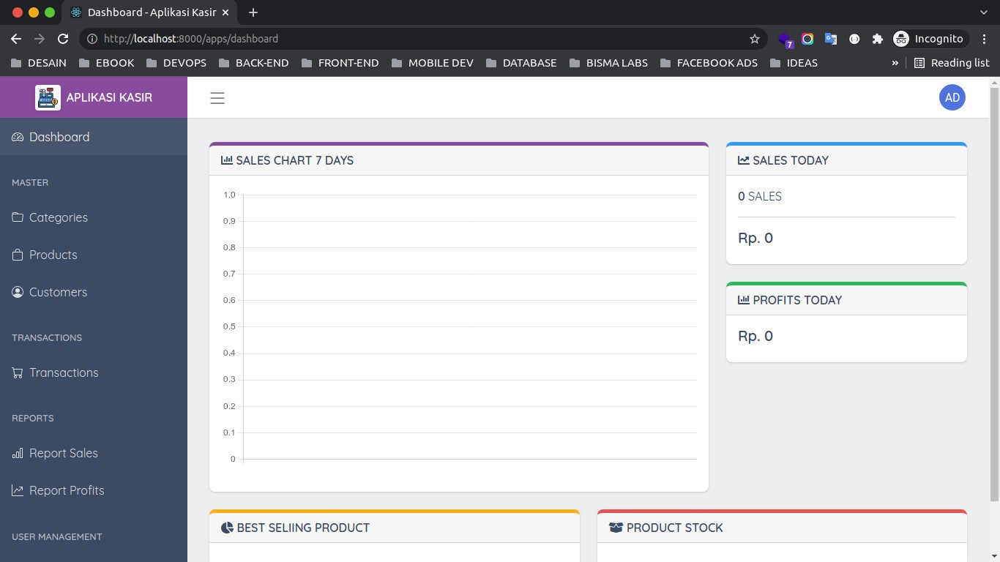 Dashboard - Aplikasi Kasir
http://localhost:8000/apps/dashboard
7
Incognito
DESAIN EBOOK DEVOPS BACK-END FRONT-END MOBILE DEV DATABASE BISMA LABS FACEBOOK ADS IDEAS » Reading list
APLIKASI KASIR
AD
Dashboard
MASTER
Categories
Products
Customers
TRANSACTIONS
Transactions
REPORTS
Report Sales
Report Profits
USER MANAGEMENT
SALES CHART 7 DAYS
1.0
0.9
0.8
0.7
0.6
0.5
0.4
0.3
0.2
0.1
0
SALES TODAY
0 SALES
Rp. 0
PROFITS TODAY
Rp. 0
BEST SELIING PRODUCT
PRODUCT STOCK